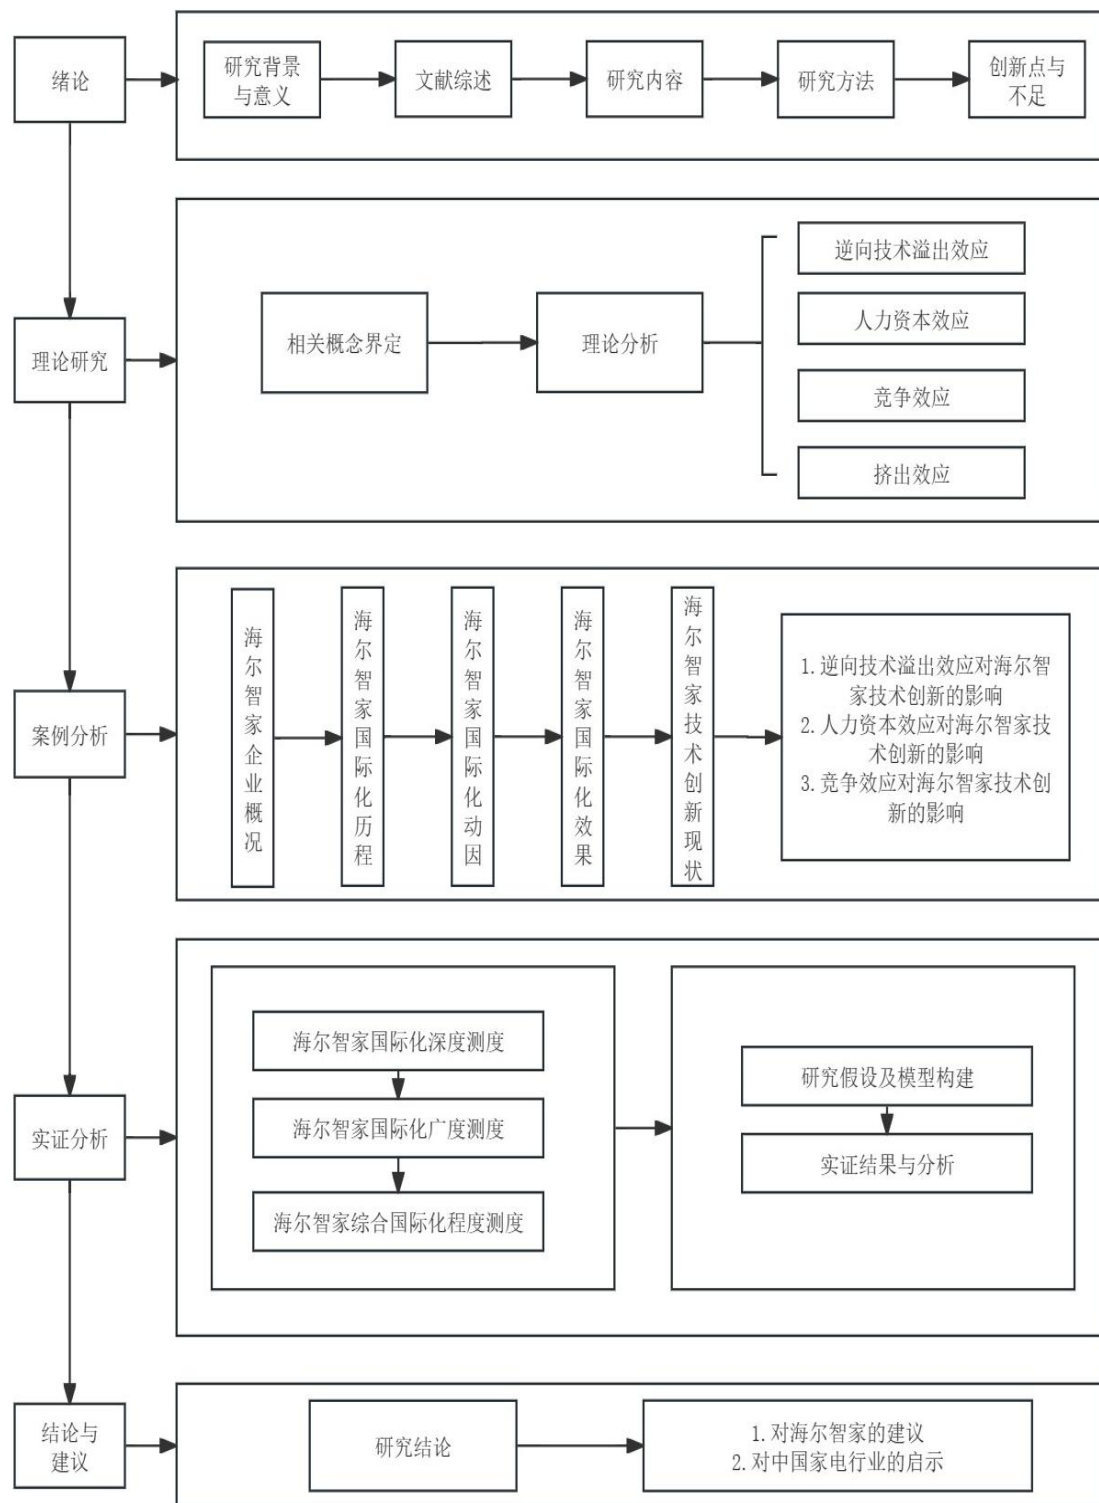 绪论
研究背景
与意义
文献综述
研究内容
研究方法
创新点与
不足
理论研究
相关概念界定
理论分析
逆向技术溢出效应
人力资本效应
竞争效应
挤出效应
案例分析
海尔智家企业概况
海尔智家国际化历程
海尔智家国际化动因
海尔智家国际化效果
海尔智家技术创新现状
1.逆向技术溢出效应对海尔智
家技术创新的影响
2.人力资本效应对海尔智家技
术创新的影响
3.竞争效应对海尔智家技术创
新的影响
实证分析
海尔智家国际化深度测度
海尔智家国际化广度测度
海尔智家综合国际化程度测度
研究假设及模型构建
实证结果与分析
结论与
建议
研究结论
1.对海尔智家的建议
2.对中国家电行业的启示